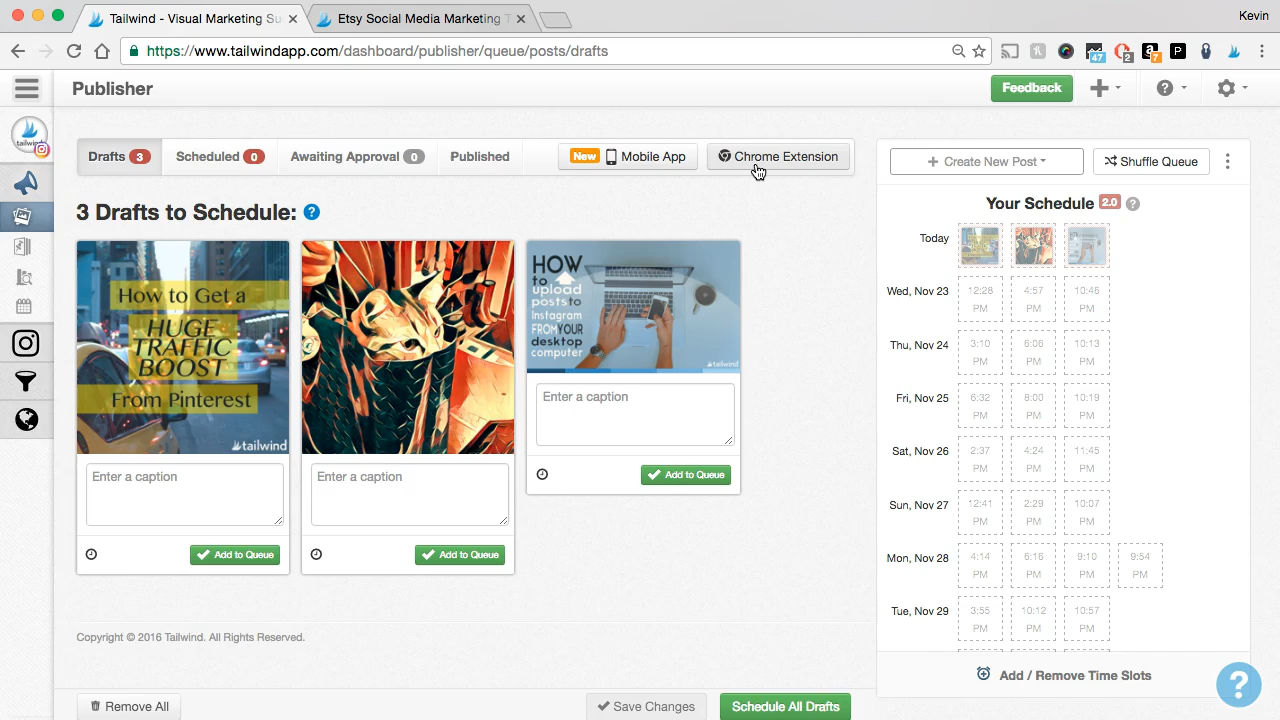 Tailwind - Visual Marketing Su
Etsy Social Media Marketing T
Kevin
https://www.tailwindapp.com/dashboard/publisher/queue/posts/drafts
47
2
7
Publisher
Feedback
tailwind
Drafts 3
Scheduled 0
Awaiting Approval 0
Published
New Mobile App
Chrome Extension
Create New Post
Shuffle Queue
3 Drafts to Schedule:
Your Schedule 2.0
How to Get a
HUGE
TRAFFIC
BOOST
From Pinterest
tailwind
HOW
to
upload
posts to
Instagram
FROM YOUR
desktop
computer
tailwind
Enter a caption
Add to Queue
Enter a caption
Enter a caption
Add to Queue
Add to Queue
Today
Wed, Nov 23 12:28 PM 4:57 PM 10:46 PM
Thu, Nov 24 3:10 PM 6:06 PM 10:13 PM
Fri, Nov 25 6:32 PM 8:00 PM 10:19 PM
Sat, Nov 26 2:37 PM 4:24 PM 11:45 PM
Sun, Nov 27 12:41 PM 2:29 PM 10:07 PM
Mon, Nov 28 4:14 PM 6:16 PM 9:10 PM 9:54 PM
Tue, Nov 29 3:55 PM 10:12 PM 10:57 PM
Add / Remove Time Slots
Copyright © 2016 Tailwind. All Rights Reserved.
Remove All
Save Changes
Schedule All Drafts